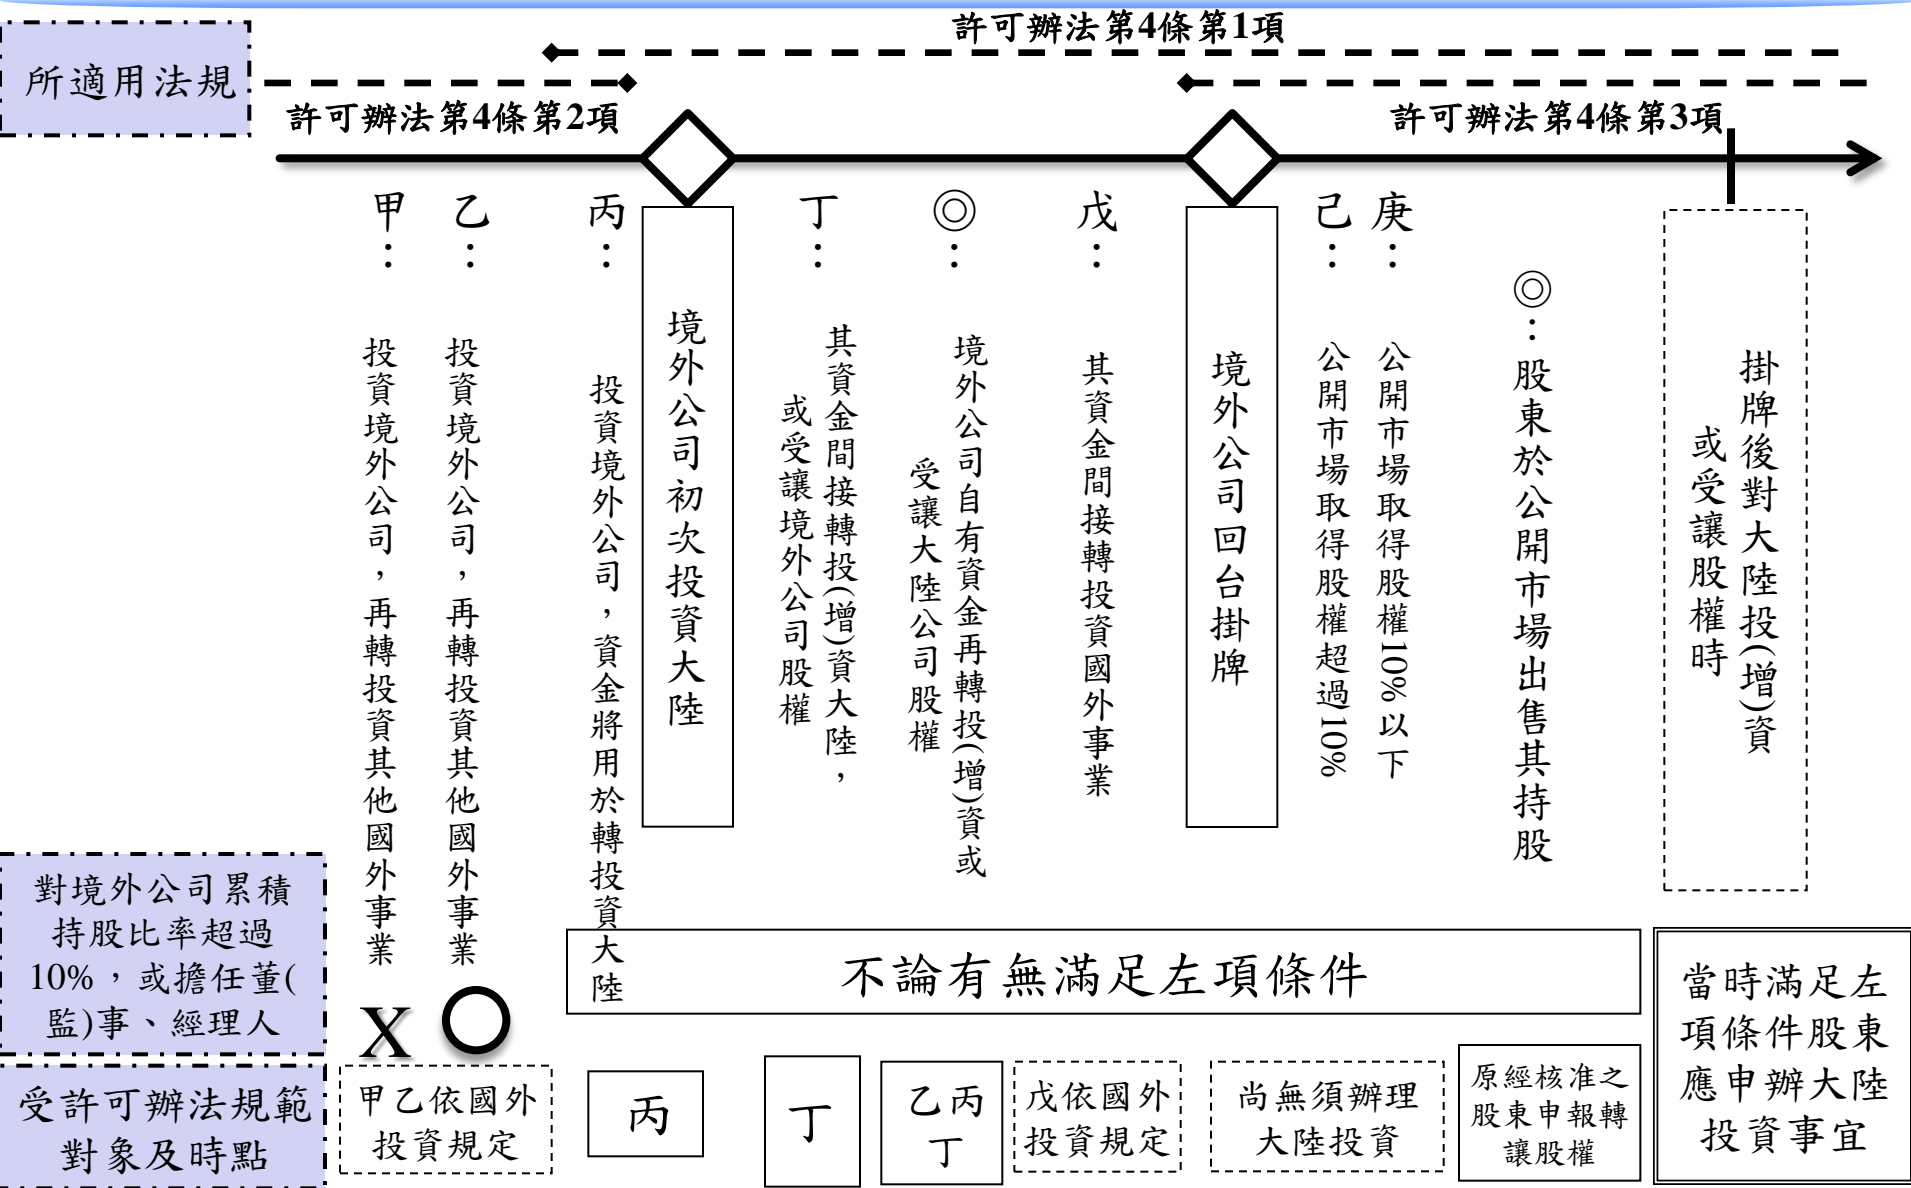 許可辦法第4條第1項
所適用法規
許可辦法第4條第2項
許可辦法第4條第3項
甲：投資境外公司，再轉投資其他國外事業
乙：投資境外公司，再轉投資其他國外事業
丙：投資境外公司，資金將用於轉投資大陸
境外公司初次投資大陸
丁：其資金間接轉投(增)資大陸，
或受讓境外公司股權
◎：境外公司自有資金再轉投(增)資或
受讓大陸公司股權
戊：其資金間接轉投資國外事業
境外公司回台掛牌
己：公開市場取得股權超過10%
庚：公開市場取得股權10%以下
◎：股東於公開市場出售其持股
掛牌後對大陸投(增)資
或受讓股權時
對境外公司累積
持股比率超過
10%，或擔任董(
監)事、經理人
X
不論有無滿足左項條件
當時滿足左
項條件股東
應申辦大陸
投資事宜
受許可辦法規範
對象及時點
甲乙依國外
投資規定
丙
丁
乙丙
丁
戊依國外
投資規定
尚無須辦理
大陸投資
原經核准之
股東申報轉
讓股權